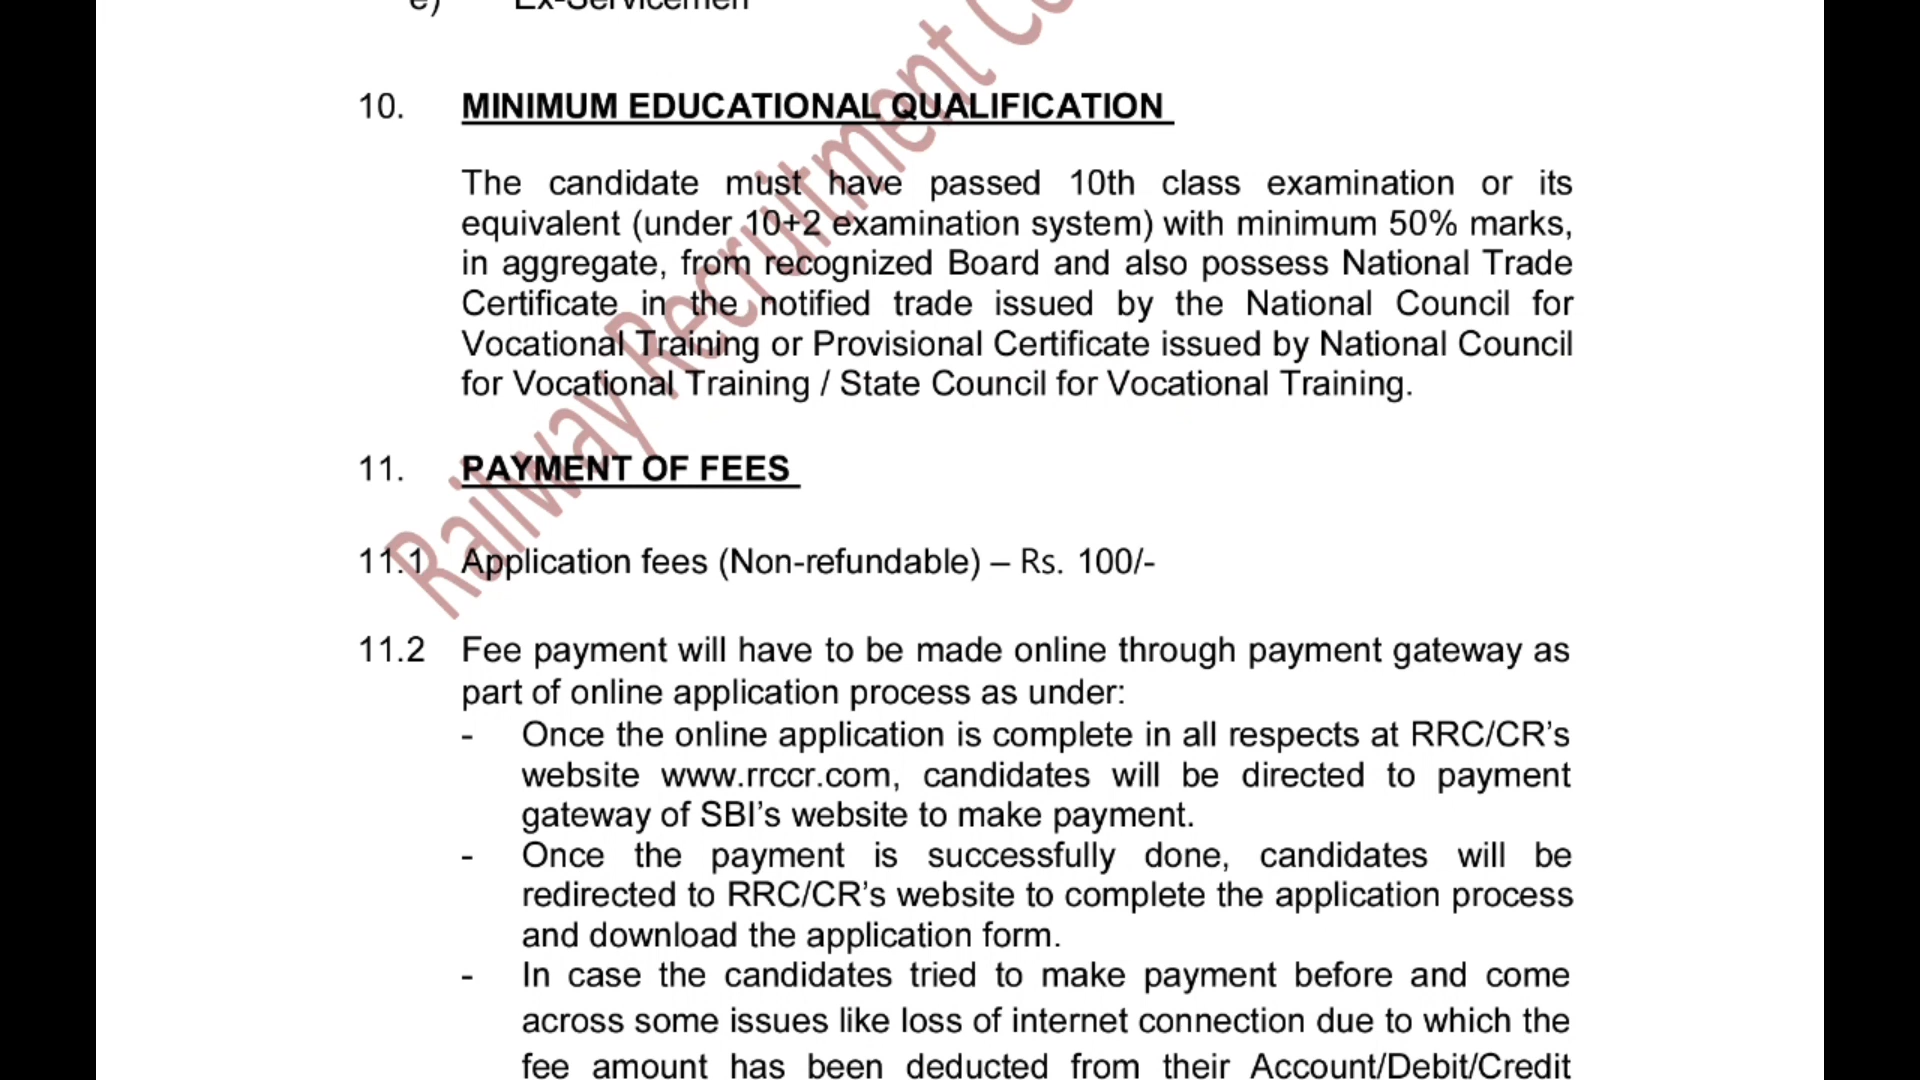 e) Ex-Servicemen
10. MINIMUM EDUCATIONAL QUALIFICATION
The candidate must have passed 10th class examination or its
equivalent (under 10+2 examination system) with minimum 50% marks,
in aggregate, from recognized Board and also possess National Trade
Certificate in the notified trade issued by the National Council for
Vocational Training or Provisional Certificate issued by National Council
for Vocational Training / State Council for Vocational Training.
11. PAYMENT OF FEES
11.1 Application fees (Non-refundable) – Rs. 100/-
11.2 Fee payment will have to be made online through payment gateway as
part of online application process as under:
- Once the online application is complete in all respects at RRC/CR’s
website www.rrccr.com, candidates will be directed to payment
gateway of SBI’s website to make payment.
- Once the payment is successfully done, candidates will be
redirected to RRC/CR’s website to complete the application process
and download the application form.
- In case the candidates tried to make payment before and come
across some issues like loss of internet connection due to which the
fee amount has been deducted from their Account/Debit/Credit
Railway Recruitment